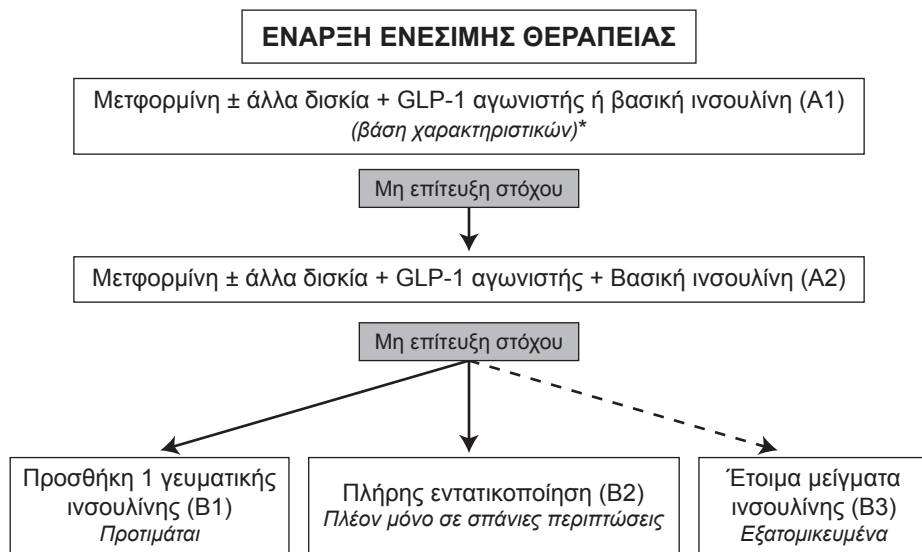 ΕΝΑΡΞΗ ΕΝΕΣΙΜΗΣ ΘΕΡΑΠΕΙΑΣ
Μετφορμίνη ± άλλα δισκία + GLP-1 αγωνιστής ή βασική ινσουλίνη (Α1)
(βάση χαρακτηριστικών)*
Μη επίτευξη στόχου
Μετφορμίνη ± άλλα δισκία + GLP-1 αγωνιστής + Βασική ινσουλίνη (Α2)
Μη επίτευξη στόχου
Προσθήκη 1 γευματικής
ινσουλίνης (Β1)
Προτιμάται
Πλήρης εντατικοποίηση (Β2)
Πλέον μόνο σε σπάνιες περιπτώσεις
Έτοιμα μείγματα
ινσουλίνης (Β3)
Εξατομικευμένα